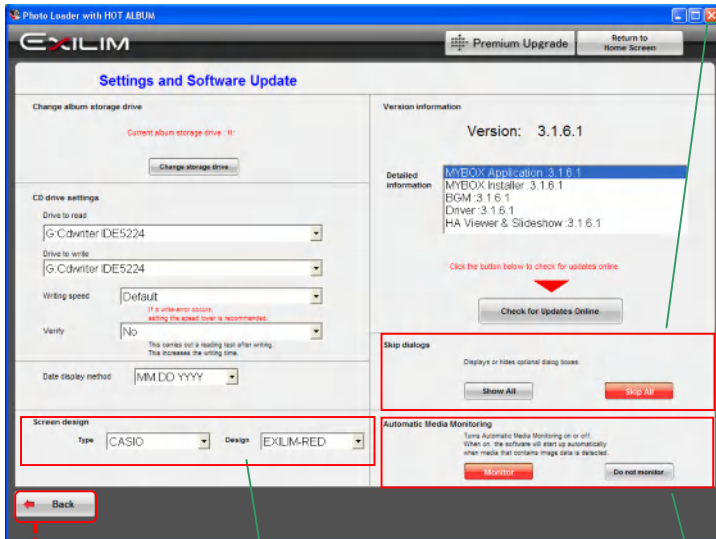 Photo Loader with HOT ALBUM
EXILIM
Premium Upgrade
Return to
Home Screen
Settings and Software Update
Change album storage drive
Current album storage drive : H:
Change storage drive
CD drive settings
Drive to read
G:Cdwriter IDE5224
Drive to write
G:Cdwriter IDE5224
Writing speed
Default
If a write-error occurs,
setting the speed lower is recommended.
Verify
No
This carries out a reading test after writing.
This increases the writing time.
Date display method
MM.DD YYYY
Screen design
Type
CASIO
Design
EXILIM-RED
Back
Version information
Version: 3.1.6.1
Detailed
information
MYBOX Application :3.1.6.1
MYBOX Installer :3.1.6.1
BGM :3.1.6.1
Driver :3.1.6.1
HA Viewer & Slideshow :3.1.6.1
Click the button below to check for updates online.
Check for Updates Online
Skip dialogs
Displays or hides optional dialog boxes.
Show All
Skip All
Automatic Media Monitoring
Turns Automatic Media Monitoring on or off.
When on, the software will start up automatically
when media that contains image data is detected.
Monitor
Do not monitor